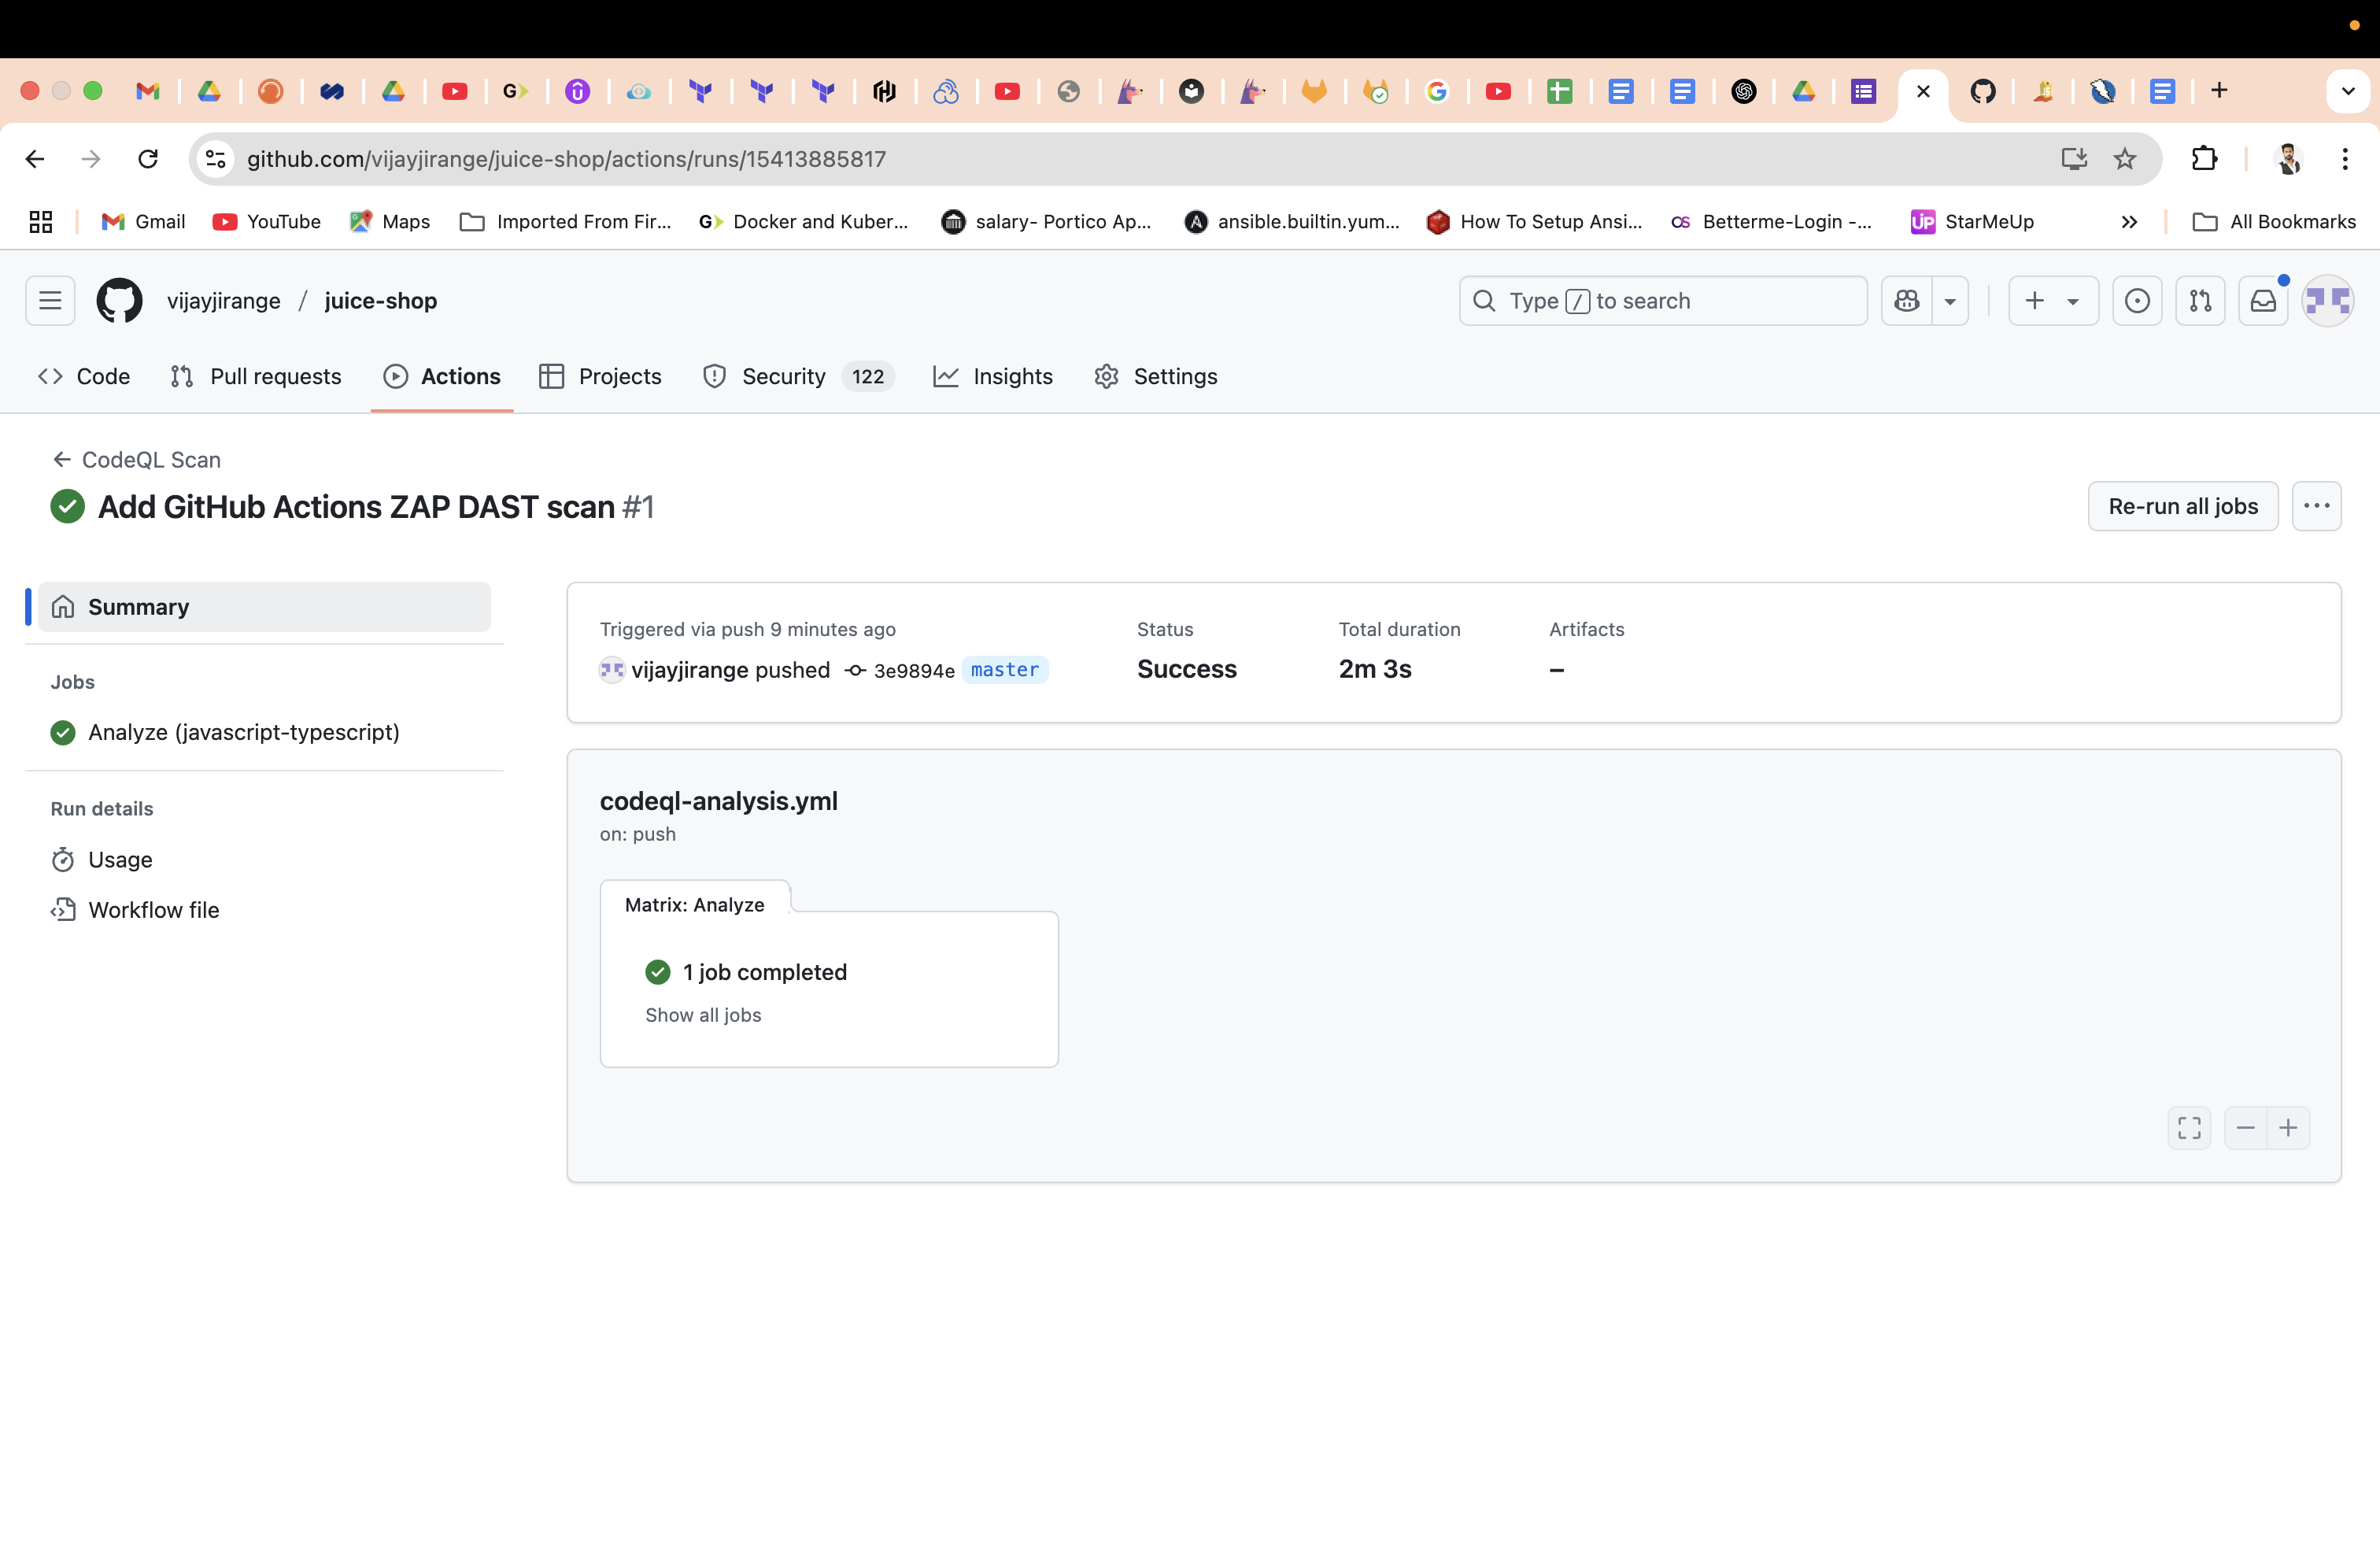 github.com/vijayjirange/juice-shop/actions/runs/15413885817
Gmail
YouTube
Maps
Imported From Fir...
G Docker and Kuber...
salary- Portico Ap...
A ansible.builtin.yum...
How To Setup Ansi...
CS Betterme-Login -...
UP StarMeUp
All Bookmarks
vijayjirange / juice-shop
Type / to search
Code
Pull requests
Actions
Projects
Security 122
Insights
Settings
CodeQL Scan
Add GitHub Actions ZAP DAST scan #1
Re-run all jobs
Summary
Jobs
Analyze (javascript-typescript)
Run details
Usage
Workflow file
Triggered via push 9 minutes ago
vijayjirange pushed 3e9894e master
Status
Success
Total duration
2m 3s
Artifacts
–
codeql-analysis.yml
on: push
Matrix: Analyze
1 job completed
Show all jobs